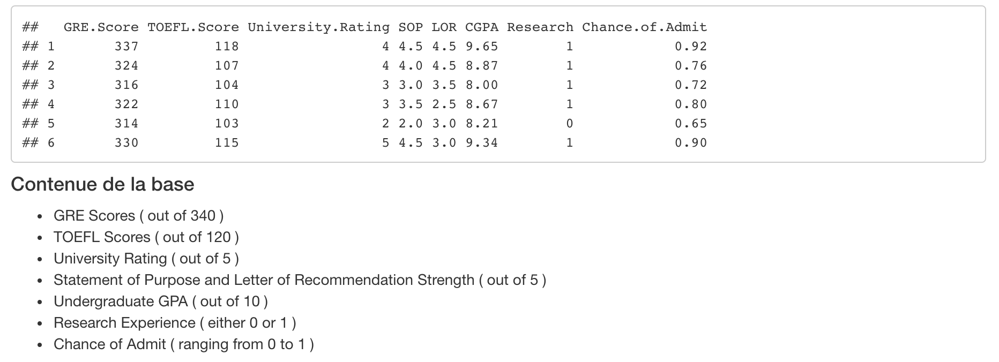 ##   GRE.Score TOEFL.Score University.Rating SOP LOR CGPA Research Chance.of.Admit
## 1       337         118                 4 4.5 4.5 9.65        1            0.92
## 2       324         107                 4 4.0 4.5 8.87        1            0.76
## 3       316         104                 3 3.0 3.5 8.00        1            0.72
## 4       322         110                 3 3.5 2.5 8.67        1            0.80
## 5       314         103                 2 2.0 3.0 8.21        0            0.65
## 6       330         115                 5 4.5 3.0 9.34        1            0.90
Contenue de la base
• GRE Scores ( out of 340 )
• TOEFL Scores ( out of 120 )
• University Rating ( out of 5 )
• Statement of Purpose and Letter of Recommendation Strength ( out of 5 )
• Undergraduate GPA ( out of 10 )
• Research Experience ( either 0 or 1 )
• Chance of Admit ( ranging from 0 to 1 )